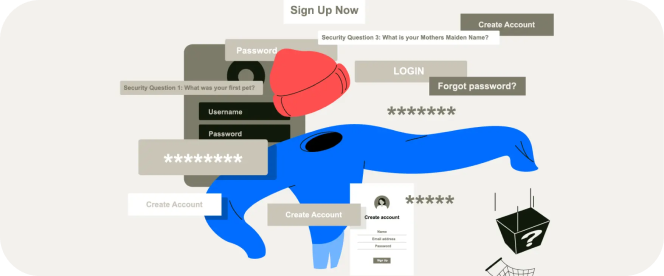 Sign Up Now
Create Account
Security Question 3: What is your Mothers Maiden Name?
Password
LOGIN
Forgot password?
Security Question 1: What was your first pet?
Username
*******
Password
********
Create Account
*****
Create Account
Create account
Name
Email address
Password
Sign Up
?